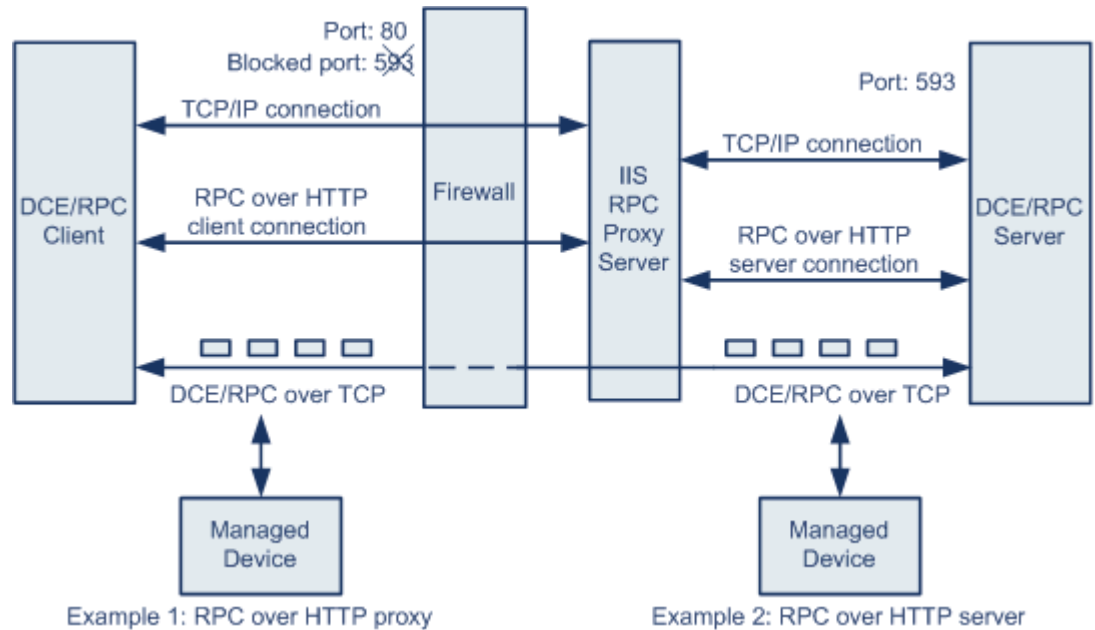 Port: 80
Blocked port: 593
Port: 593
TCP/IP connection
TCP/IP connection
DCE/RPC
Client
RPC over HTTP
client connection
Firewall
IIS
RPC
Proxy
Server
RPC over HTTP
server connection
DCE/RPC
Server
DCE/RPC over TCP
DCE/RPC over TCP
Managed
Device
Managed
Device
Example 1: RPC over HTTP proxy
Example 2: RPC over HTTP server